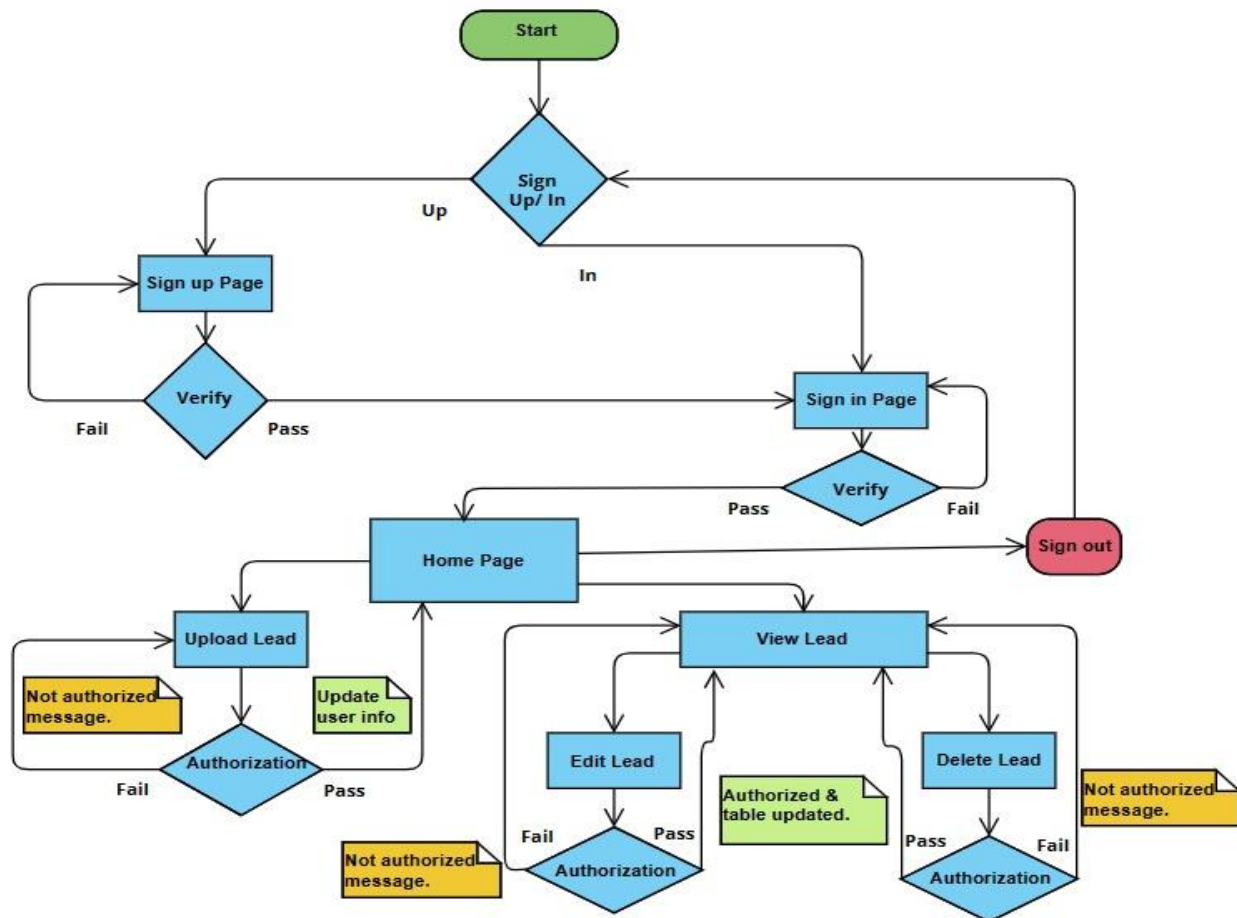 Start
Sign
Up/ In
Up
In
Sign up Page
Verify
Fail
Pass
Sign in Page
Verify
Pass
Fail
Home Page
Sign out
Upload Lead
View Lead
Not authorized
message.
Update
user info
Authorization
Fail
Pass
Edit Lead
Delete Lead
Authorized &
table updated.
Not authorized
message.
Fail
Pass
Pass
Fail
Not authorized
message.
Authorization
Authorization